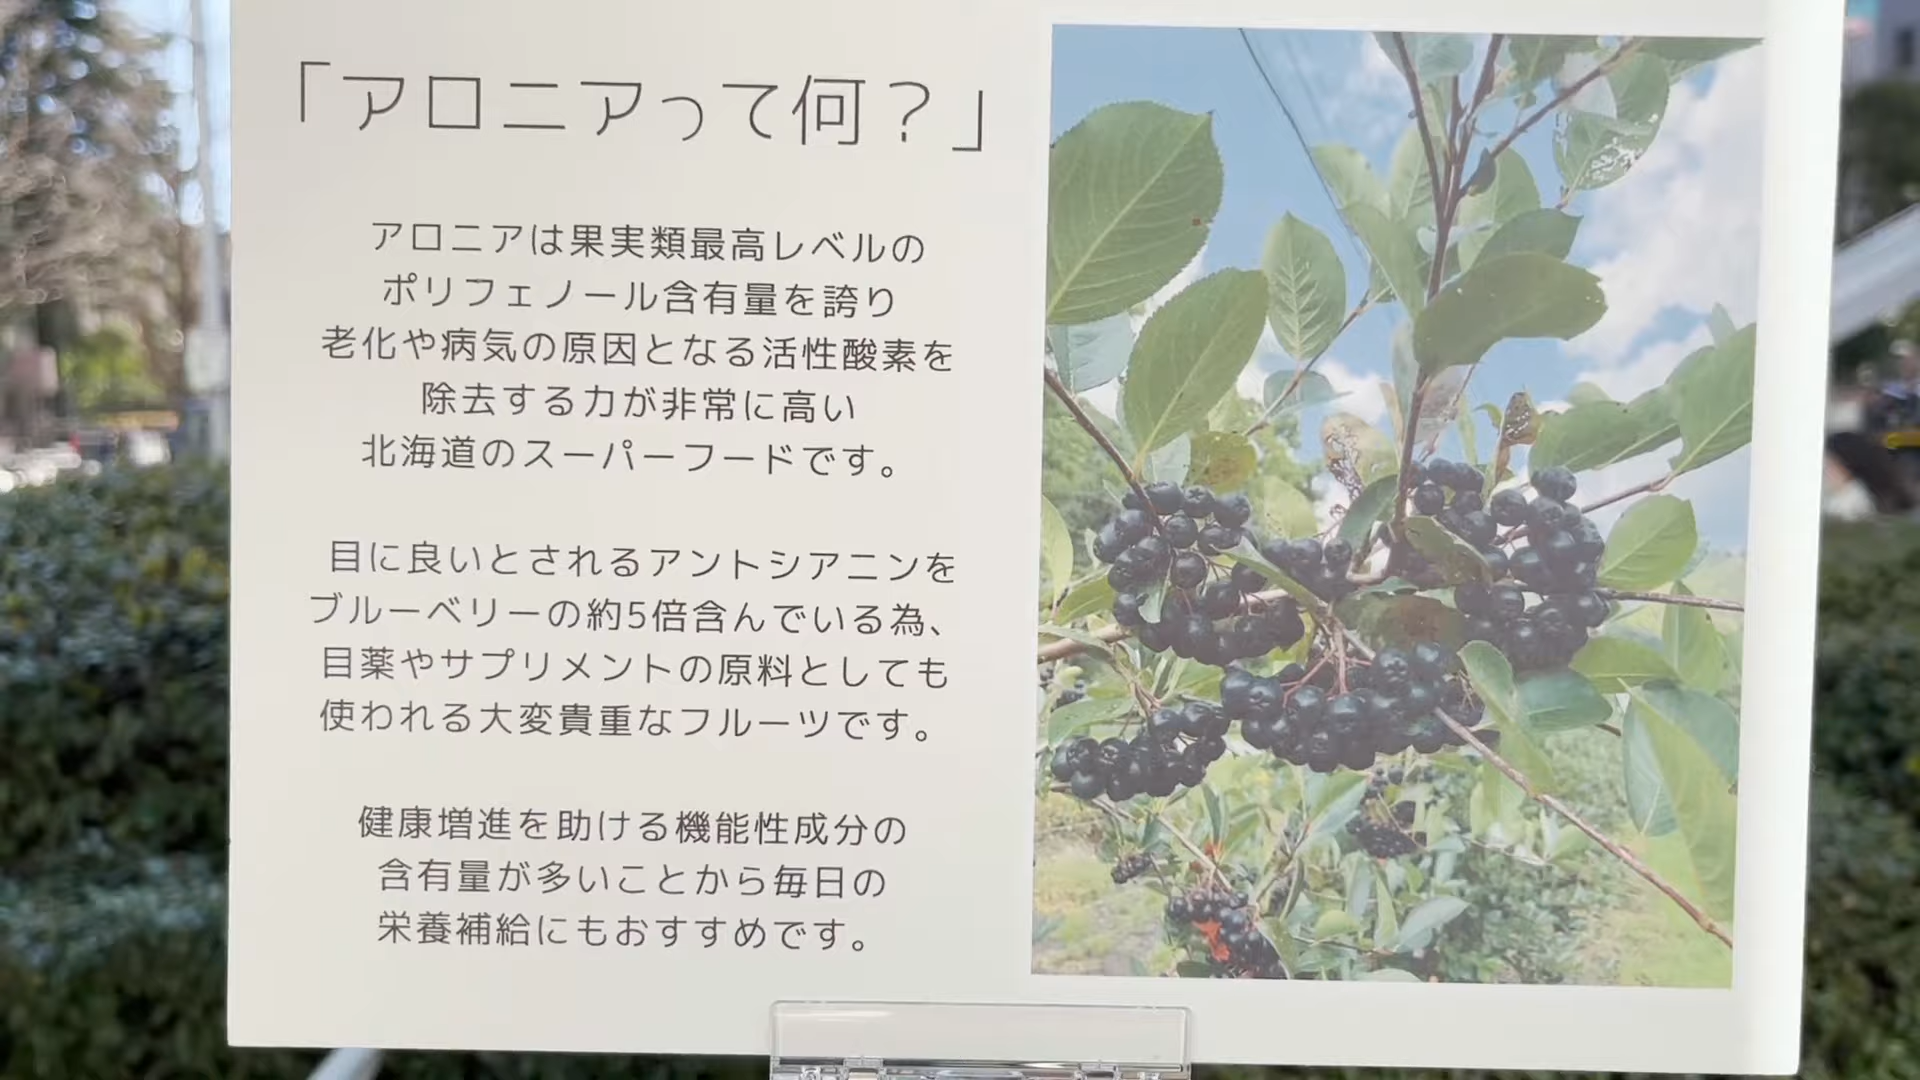 「アロニアって何？」
アロニアは果実類最高レベルの
ポリフェノール含有量を誇り
老化や病気の原因となる活性酸素を
除去する力が非常に高い
北海道のスーパーフードです。
目に良いとされるアントシアニンを
ブルーベリーの約5倍含んでいる為、
目薬やサプリメントの原料としても
使われる大変貴重なフルーツです。
健康増進を助ける機能性成分の
含有量が多いことから毎日の
栄養補給にもおすすめです。